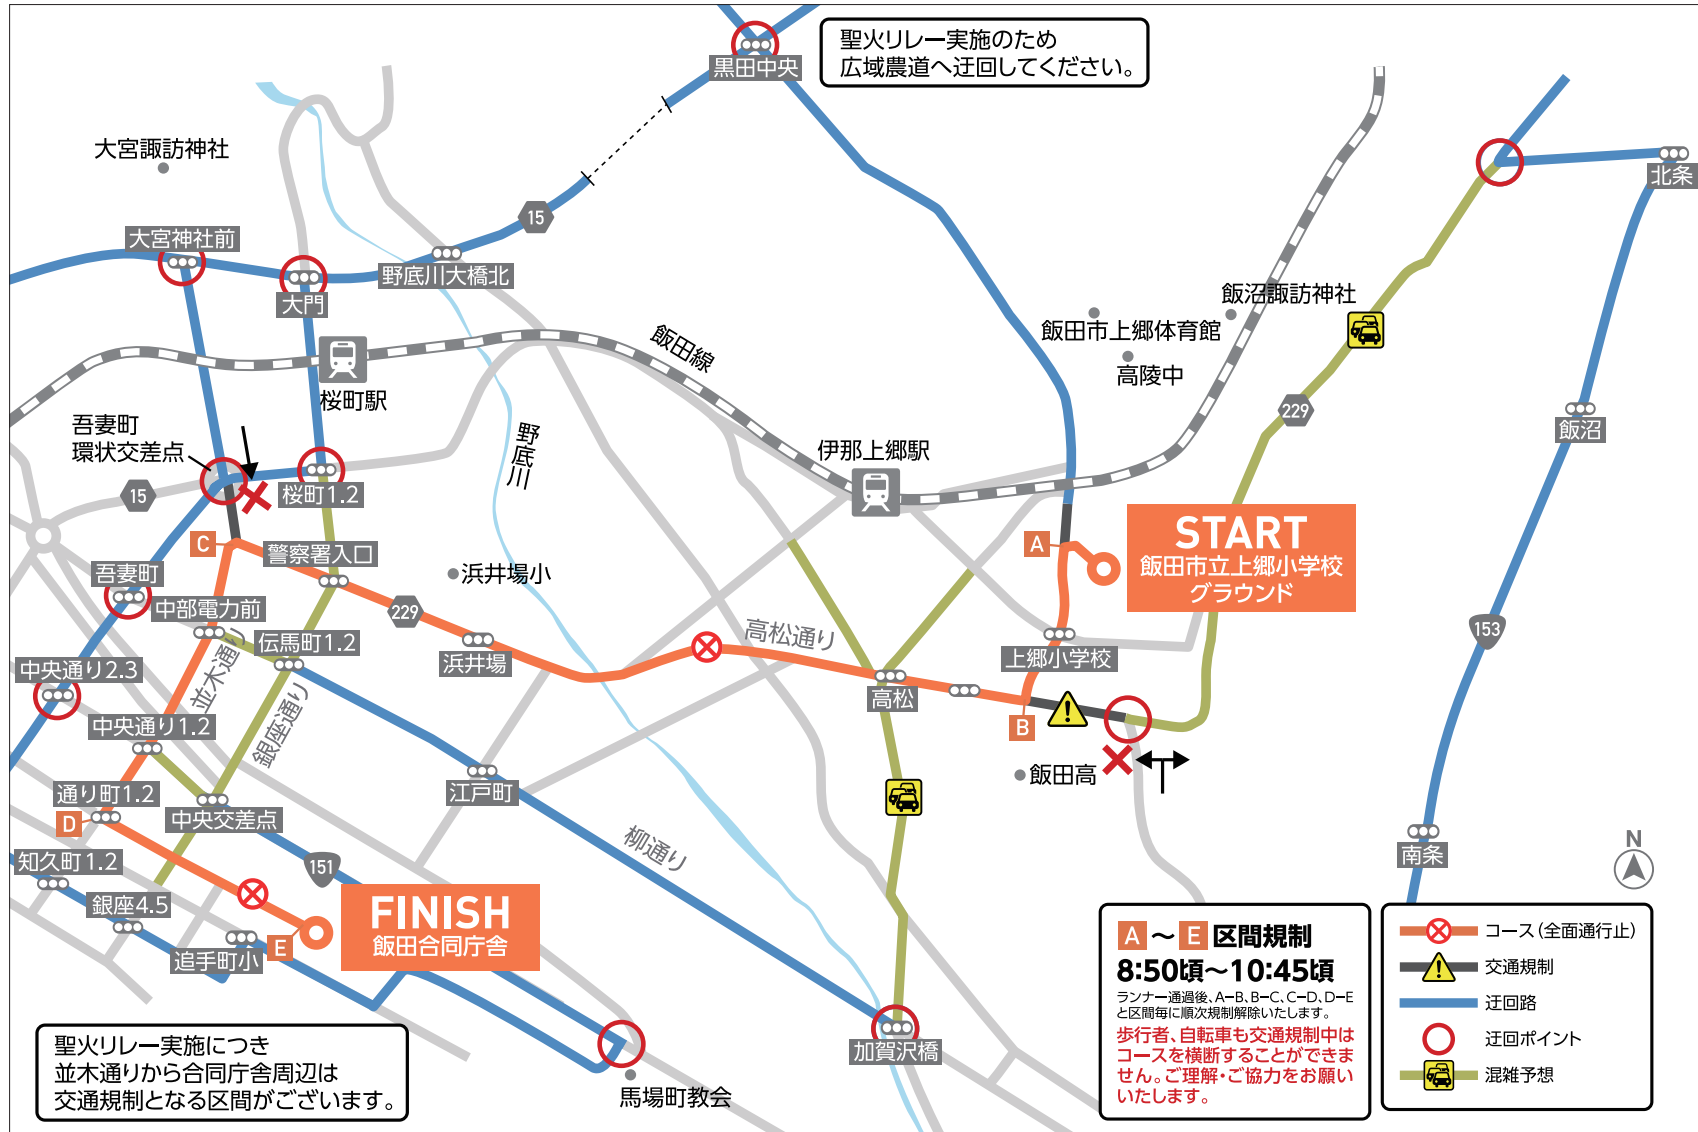 聖火リレー実施のため
広域農道へ迂回してください。
黒田中央
大宮諏訪神社
北条
15
大宮神社前
野底川大橋北
大門
飯沼諏訪神社
飯田市上郷体育館
高陵中
飯田線
桜町駅
229
飯沼
吾妻町
環状交差点
野底川
伊那上郷駅
15
桜町1.2
START
飯田市立上郷小学校
グラウンド
A
C
警察署入口
吾妻町
浜井場小
中部電力前
229
伝馬町1.2
高松通り
153
浜井場
上郷小学校
中央通り2.3
並木通り
高松
B
中央通り1.2
銀座通り
飯田高
通り町1.2
江戸町
D
中央交差点
柳通り
南条
N
知久町1.2
151
銀座4.5
FINISH
飯田合同庁舎
E
追手町小
加賀沢橋
馬場町教会
聖火リレー実施につき
並木通りから合同庁舎周辺は
交通規制となる区間がございます。
A～E区間規制
8:50頃～10:45頃
ランナー通過後、A−B、B−C、C−D、D−E
と区間毎に順次規制解除いたします。
歩行者、自転車も交通規制中は
コースを横断することができま
せん。ご理解・ご協力をお願い
いたします。
コース(全面通行止)
交通規制
迂回路
迂回ポイント
混雑予想